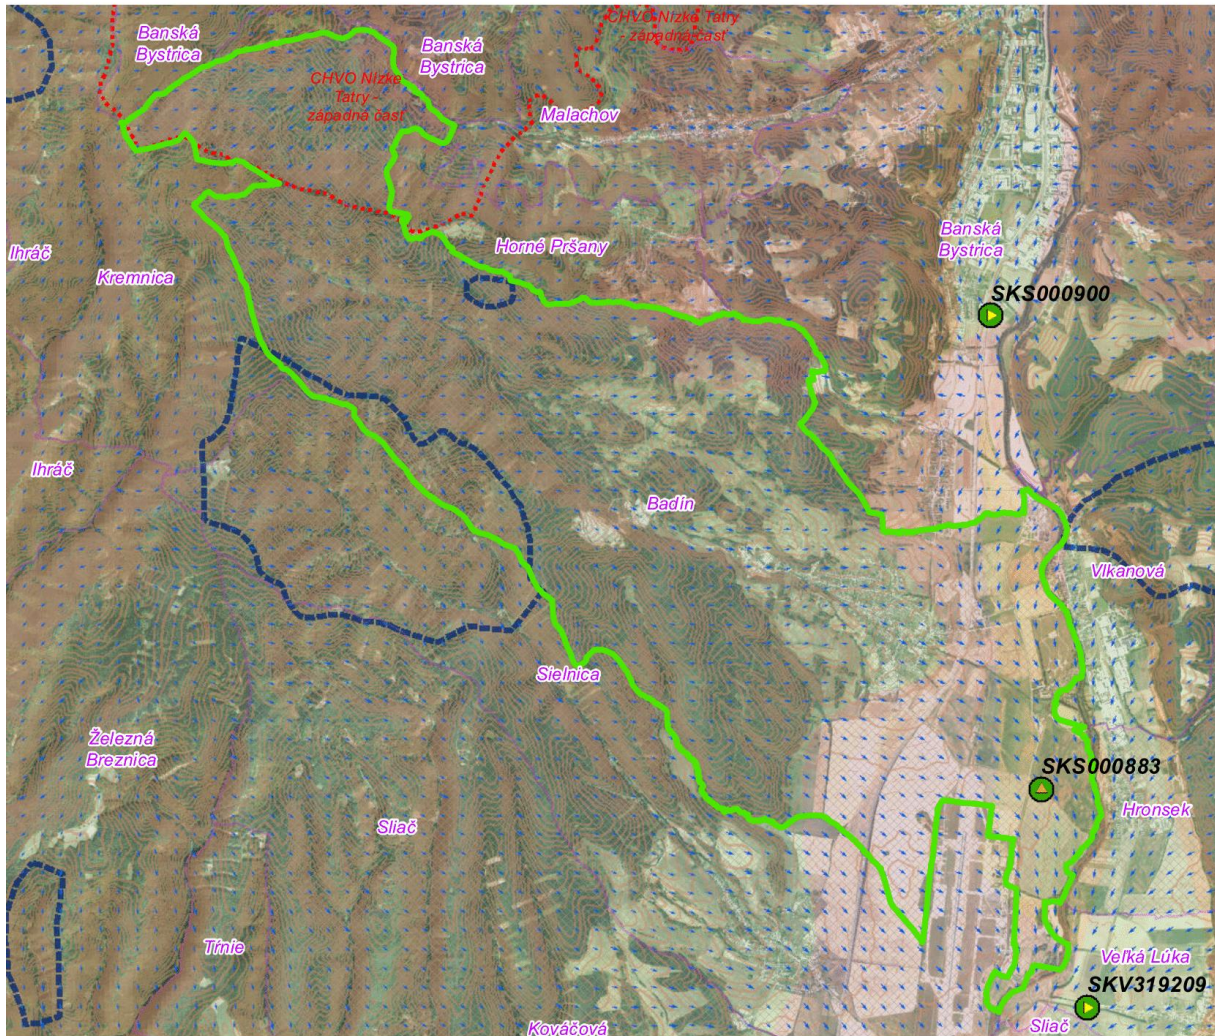 CHVO Nízke Tatry
- západná časť
Banská
Bystrica
Banská
Bystrica
CHVO Nízke
Tatry -
západná časť
Malachov
Banská
Bystrica
Horné Pršany
Ihráč
Kremnica
SKS000900
Ihráč
Badín
Vlkanová
Sielnica
Železná
Breznica
SKS000883
Hronsek
Sliač
Tŕnie
Veľká Lúka
SKV319209
Sliač
Kováčová